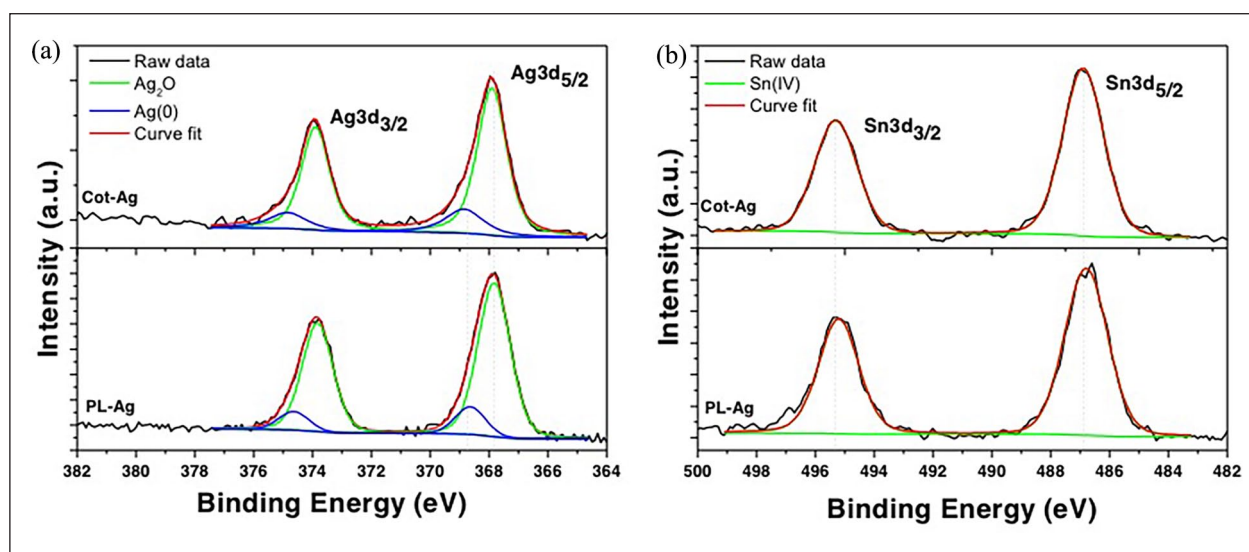 (a)
Raw data
Ag₂O
Ag(0)
Curve fit
Ag3d3/2
Ag3d5/2
Cot-Ag
PL-Ag
Intensity (a.u.)
382 380 378 376 374 372 370 368 366 364
Binding Energy (eV)
(b)
Raw data
Sn(IV)
Curve fit
Sn3d3/2
Sn3d5/2
Cot-Ag
PL-Ag
Intensity (a.u.)
500 498 496 494 492 490 488 486 484 482
Binding Energy (eV)